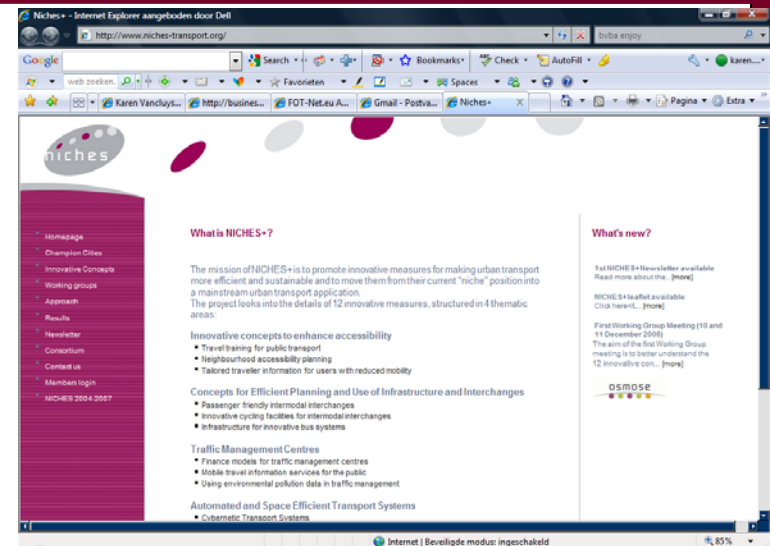 Niches+ - Internet Explorer aangeboden door Dell
http://www.niches-transport.org/
bvba enjoy
Google
Search
Bookmarks
Check
AutoFill
karen....
web zoeken.
Favorieten
Spaces
Karen Vancluys...
http://busines...
FOT-Net.eu A...
Gmail - Postva...
Niches+
Pagina
Extra
niches
Homepage
Champion Cities
Innovative Concepts
Working groups
Approach
Results
Newsletter
Consortium
Contact us
Members login
NICHES 2004-2007
What is NICHES+?
The mission of NICHES+ is to promote innovative measures for making urban transport
more efficient and sustainable and to move them from their current "niche" position into
a mainstream urban transport application.
The project looks into the details of 12 innovative measures, structured in 4 thematic
areas:
Innovative concepts to enhance accessibility
Travel training for public transport
Neighbourhood accessibility planning
Tailored traveller information for users with reduced mobility
Concepts for Efficient Planning and Use of Infrastructure and Interchanges
Passenger friendly intermodal interchanges
Innovative cycling facilities for intermodal interchanges
Infrastructure for innovative bus systems
Traffic Management Centres
Finance models for traffic management centres
Mobile travel information services for the public
Using environmental pollution data in traffic management
Automated and Space Efficient Transport Systems
Cybernetic Transport Systems
What's new?
1st NICHES+ Newsletter available
Read more about the.. [more]
NICHES+ leaflet available
Click here<t... [more]
First Working Group Meeting (10 and
11 December 2008)
The aim of the first Working Group
meeting is to better understand the
12 innovative con... [more]
osmose
Internet | Beveiligde modus: ingeschakeld
85%